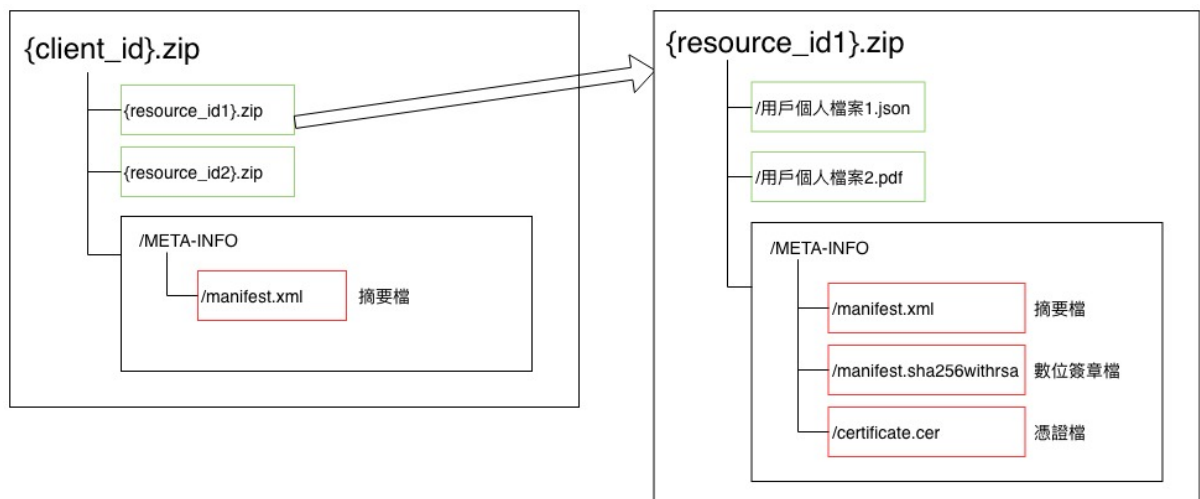 {client_id}.zip
{resource_id1}.zip
{resource_id2}.zip
/META-INFO
/manifest.xml 摘要檔
{resource_id1}.zip
/用戶個人檔案1.json
/用戶個人檔案2.pdf
/META-INFO
/manifest.xml 摘要檔
/manifest.sha256withrsa 數位簽章檔
/certificate.cer 憑證檔